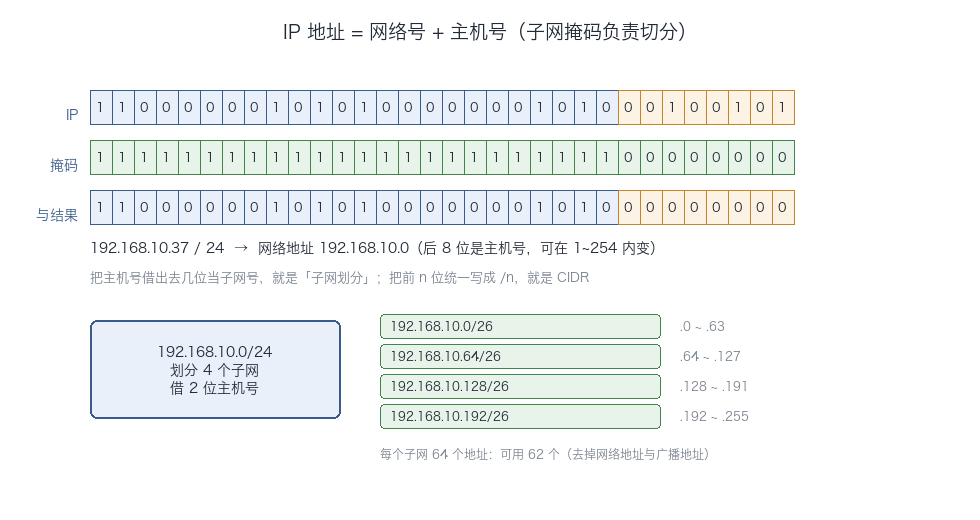 IP 地址 = 网络号 + 主机号（子网掩码负责切分）
IP 1 1 0 0 0 0 0 0 1 0 1 0 1 0 0 0 0 0 0 0 1 0 1 0 0 0 1 0 0 1 0 1
掩码 1 1 1 1 1 1 1 1 1 1 1 1 1 1 1 1 1 1 1 1 1 1 1 1 0 0 0 0 0 0 0 0
与结果 1 1 0 0 0 0 0 0 1 0 1 0 1 0 0 0 0 0 0 0 1 0 1 0 0 0 0 0 0 0 0 0
192.168.10.37 / 24 → 网络地址 192.168.10.0（后 8 位是主机号，可在 1~254 内变）
把主机号借出去几位当子网号，就是「子网划分」；把前 n 位统一写成 /n，就是 CIDR
192.168.10.0/24
划分 4 个子网
借 2 位主机号
192.168.10.0/26 .0 ~ .63
192.168.10.64/26 .64 ~ .127
192.168.10.128/26 .128 ~ .191
192.168.10.192/26 .192 ~ .255
每个子网 64 个地址：可用 62 个（去掉网络地址与广播地址）